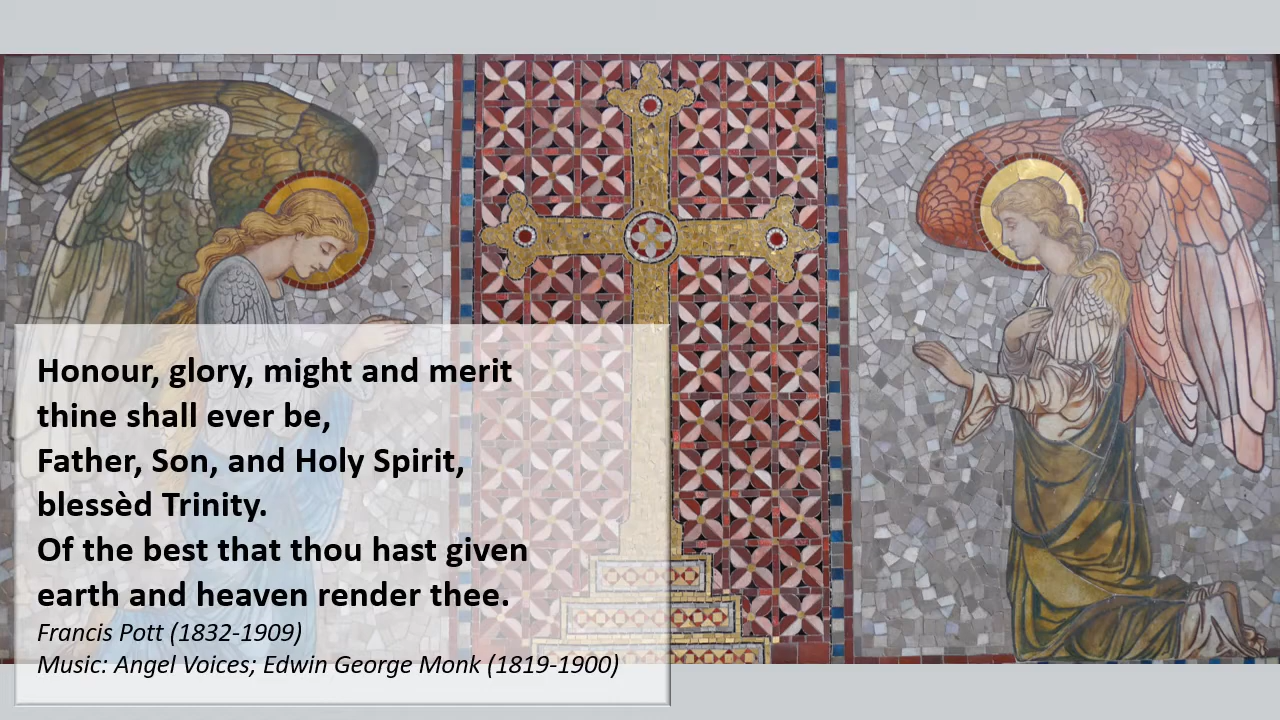 Honour, glory, might and merit
thine shall ever be,
Father, Son, and Holy Spirit,
blessèd Trinity.
Of the best that thou hast given
earth and heaven render thee.
Francis Pott (1832-1909)
Music: Angel Voices; Edwin George Monk (1819-1900)